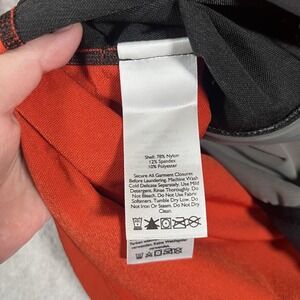 Shell: 78% Nylon
12% Spandex
10% Polyester
Secure All Garment Closures
Before Laundering. Machine Wash
Cold Delicate Separately. Use Mild
Detergent. Rinse Thoroughly. Do
Not Bleach. Do Not Use Fabric
Softeners. Tumble Dry Low. Do
Not Iron Or Steam. Do Not Dry
Clean.